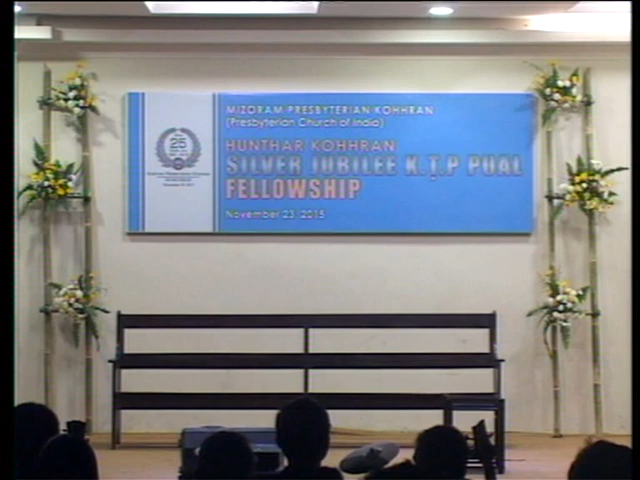 25
MIZORAM PRESBYTERIAN KOHHRAN
(Presbyterian Church of India)
HUNTHAR KOHHRAN
SILVER JUBILEE K.Ṭ.P PUAL
FELLOWSHIP
November 23, 2015